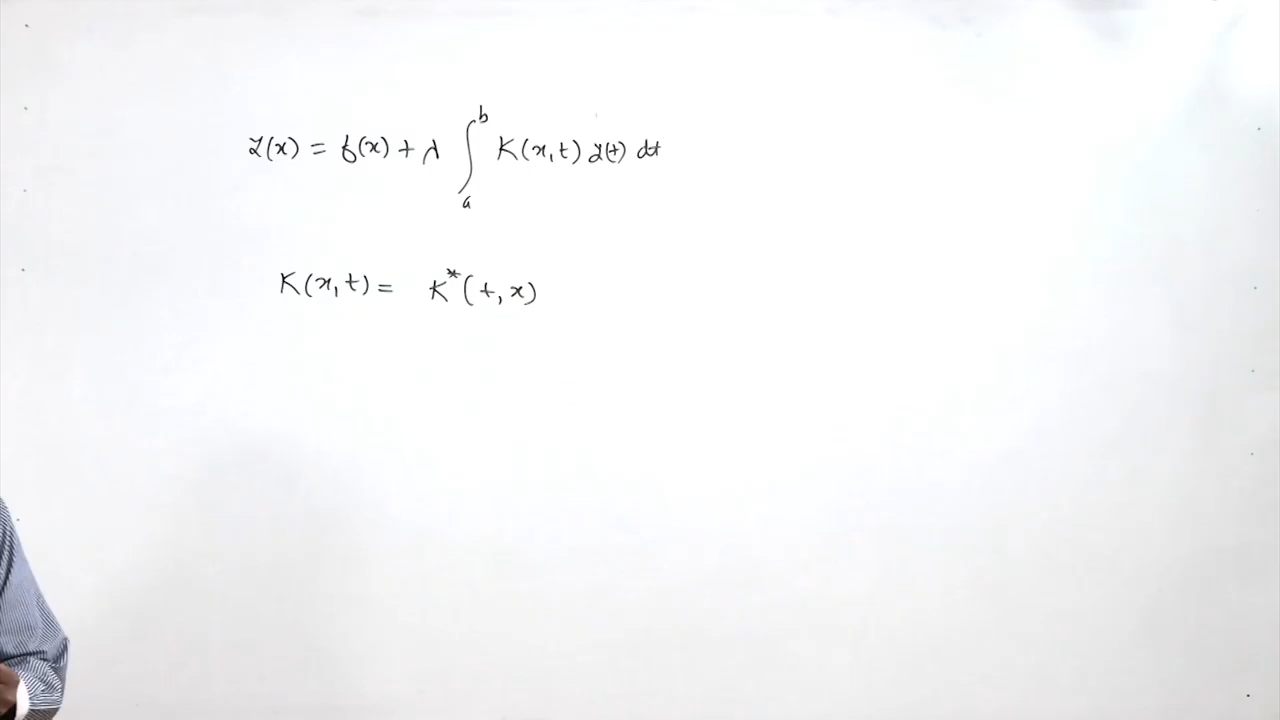 y(x) = f(x) + λ ∫_a^b K(x,t) y(t) dt
K(x,t) = K*(t,x)